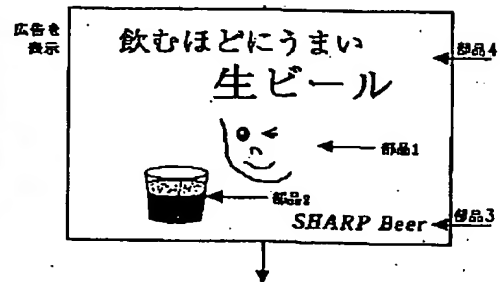 広告を
表示
飲むほどにうまい
生ビール
部品4
部品1
部品2
SHARP Beer
部品3